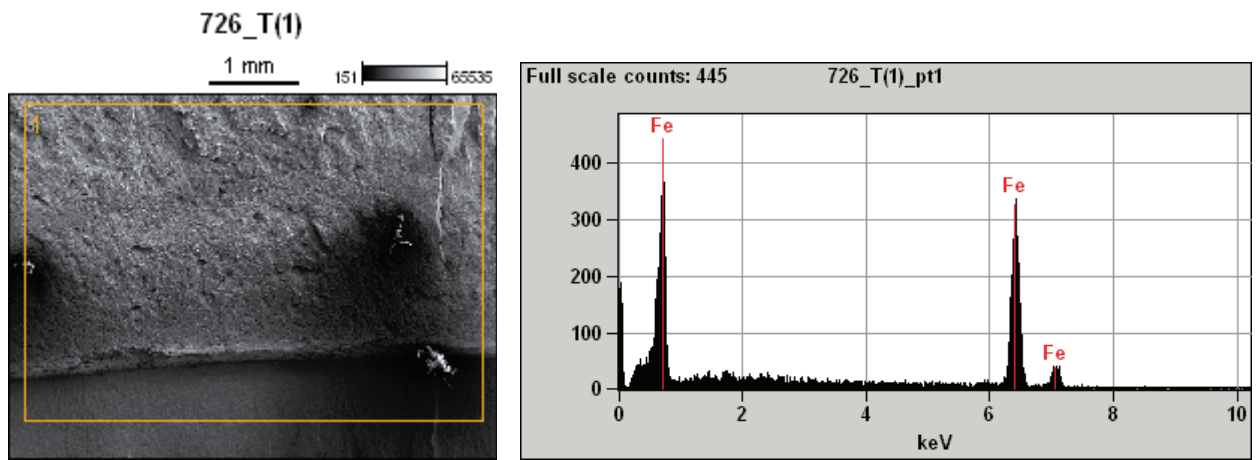 726_T(1)
1 mm
151 65535
1
Full scale counts: 445 726_T(1)_pt1
Fe
Fe
Fe
400
300
200
100
0
0 2 4 6 8 10
keV